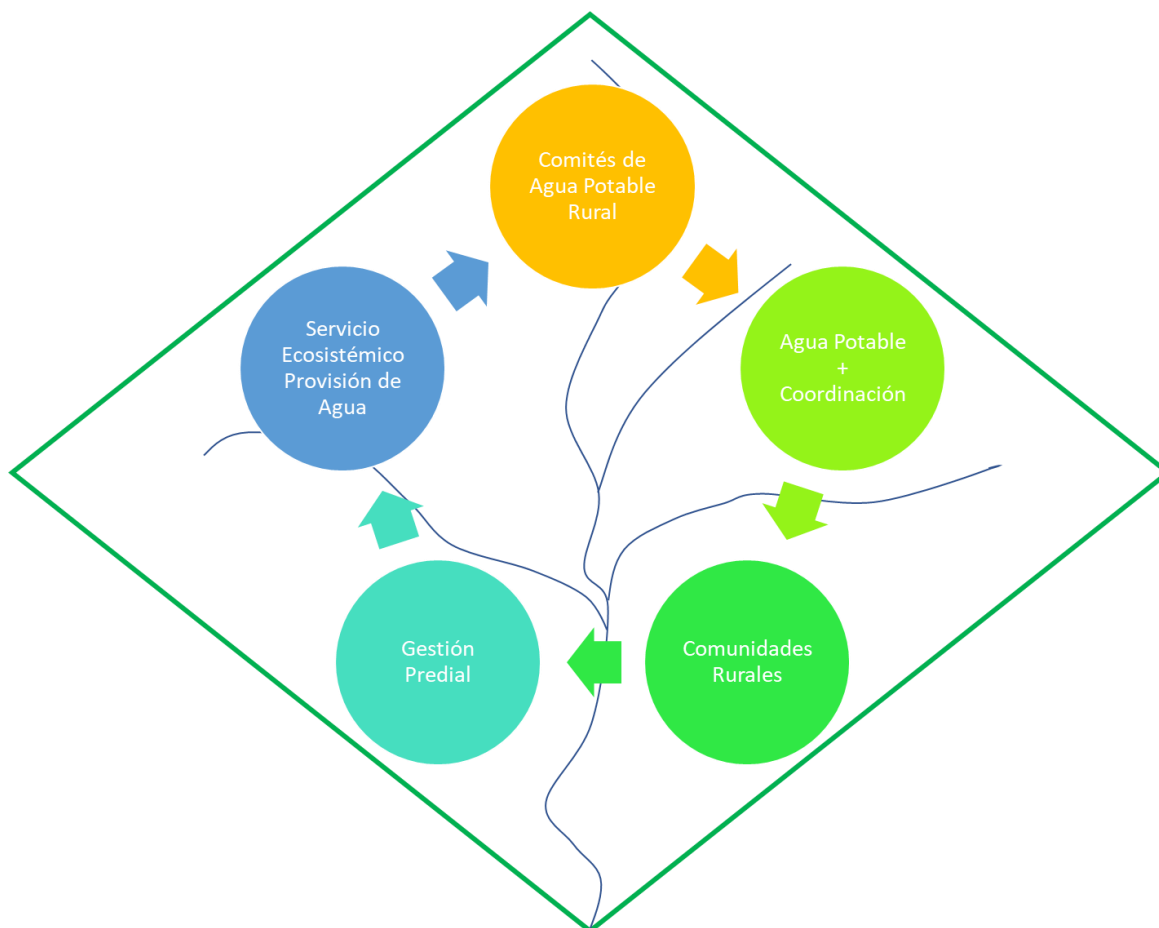 Comités de
Agua Potable
Rural
Servicio
Ecosistémico
Provisión de
Agua
Agua Potable
+
Coordinación
Gestión
Predial
Comunidades
Rurales